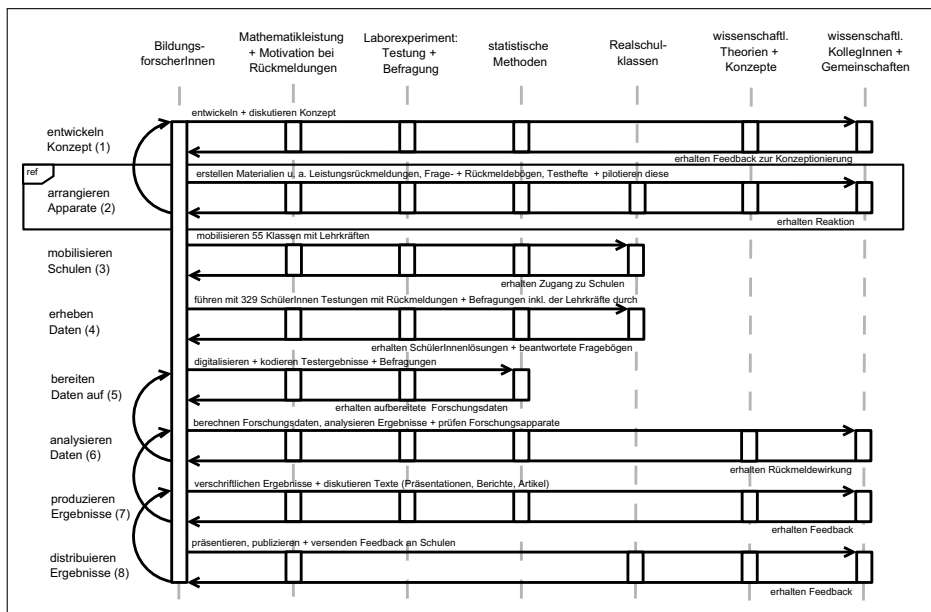 Bildungs-
forscherInnen
Mathematikleistung
+ Motivation bei
Rückmeldungen
Laborexperiment:
Testung +
Befragung
statistische
Methoden
Realschul-
klassen
wissenschaftl.
Theorien +
Konzepte
wissenschaftl.
KollegInnen +
Gemeinschaften
entwickeln
Konzept (1)
entwickeln + diskutieren Konzept
erhalten Feedback zur Konzeptionierung
ref
arrangieren
Apparate (2)
erstellen Materialien u. a. Leistungsrückmeldungen, Frage- + Rückmeldebögen, Testhefte + pilotieren diese
erhalten Reaktion
mobilisieren
Schulen (3)
mobilisieren 55 Klassen mit Lehrkräften
erhalten Zugang zu Schulen
erheben
Daten (4)
führen mit 329 SchülerInnen Testungen mit Rückmeldungen + Befragungen inkl. der Lehrkräfte durch
erhalten SchülerInnenlösungen + beantwortete Fragebögen
bereiten
Daten auf (5)
digitalisieren + kodieren Testergebnisse + Befragungen
erhalten aufbereitete Forschungsdaten
analysieren
Daten (6)
berechnen Forschungsdaten, analysieren Ergebnisse + prüfen Forschungsapparate
erhalten Rückmeldewirkung
produzieren
Ergebnisse (7)
verschriftlichen Ergebnisse + diskutieren Texte (Präsentationen, Berichte, Artikel)
erhalten Feedback
distribuieren
Ergebnisse (8)
präsentieren, publizieren + versenden Feedback an Schulen
erhalten Feedback